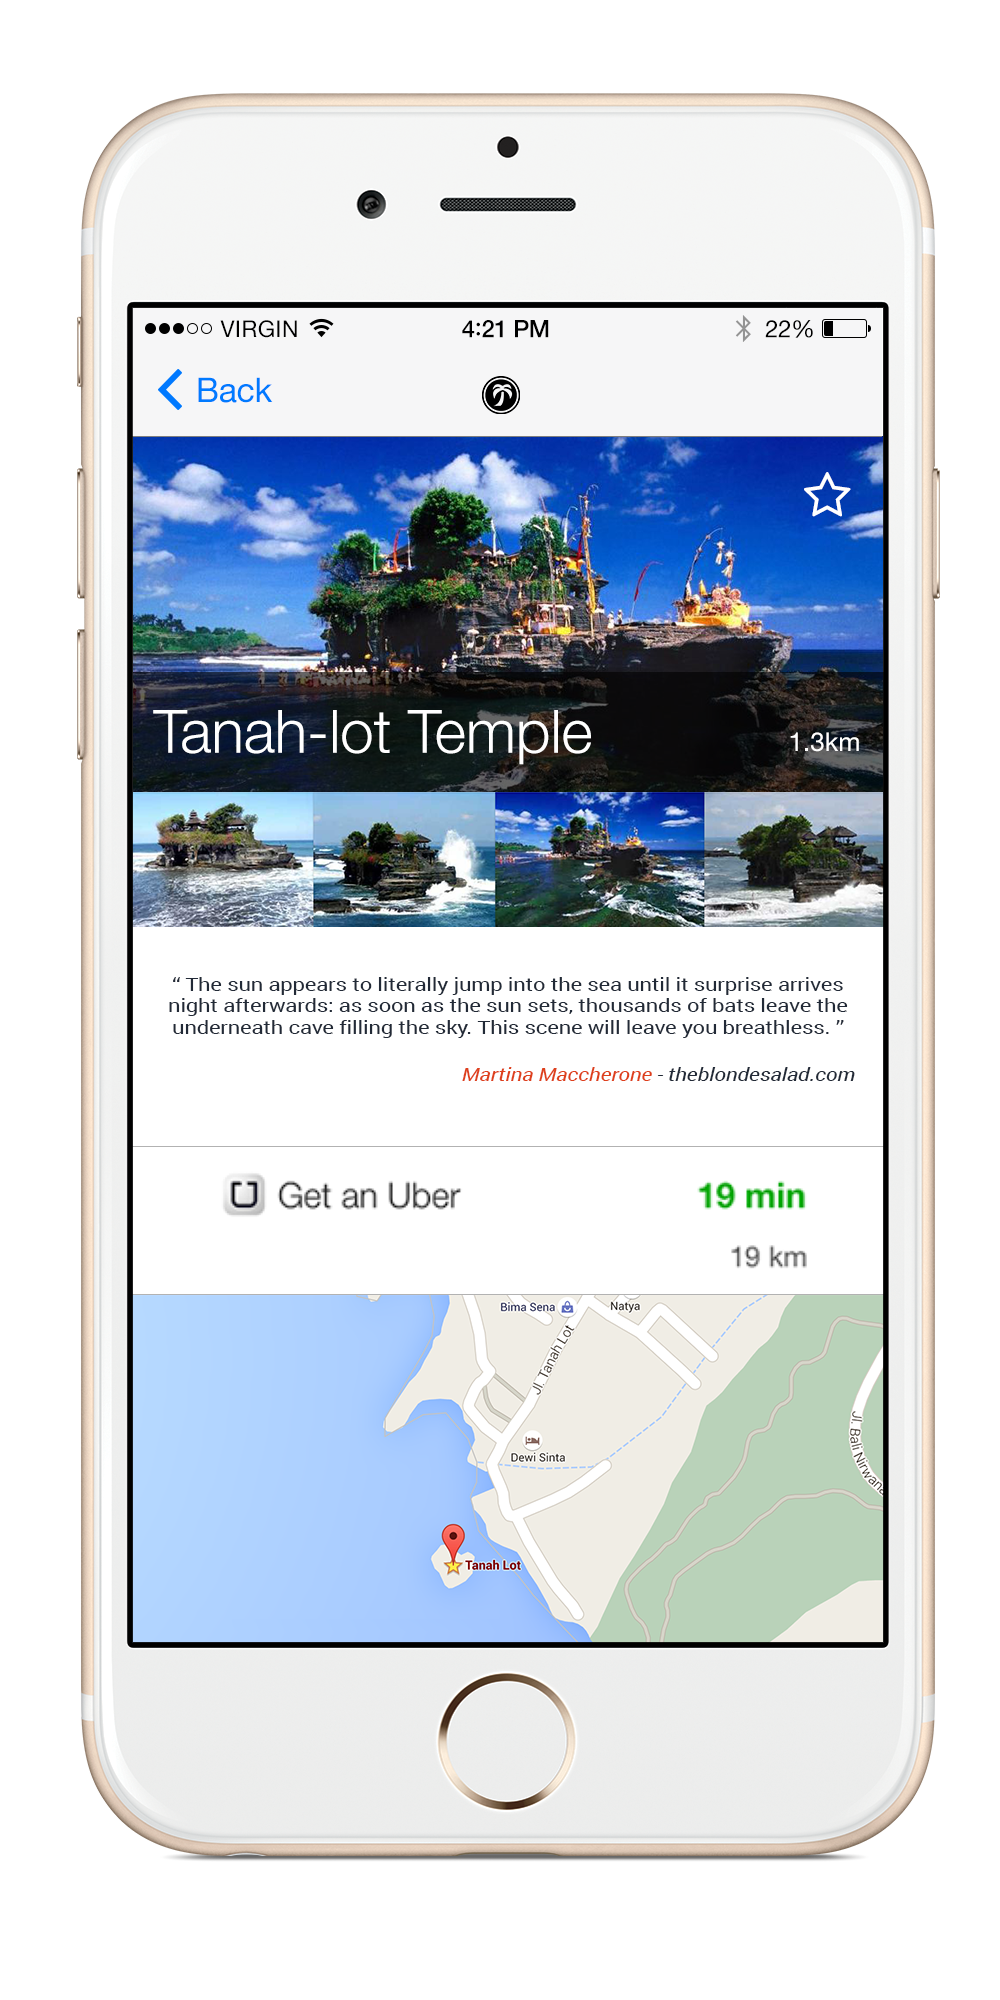 VIRGIN 4:21 PM 22%
Back
Tanah-lot Temple 1.3km
“ The sun appears to literally jump into the sea until it surprise arrives
night afterwards: as soon as the sun sets, thousands of bats leave the
underneath cave filling the sky. This scene will leave you breathless. ”
Martina Maccherone - theblondesalad.com
Get an Uber 19 min
19 km
Bima Sena Natya
Jl. Tanah Lot
Jl. Bali Nirwana
Dewi Sinta
Tanah Lot